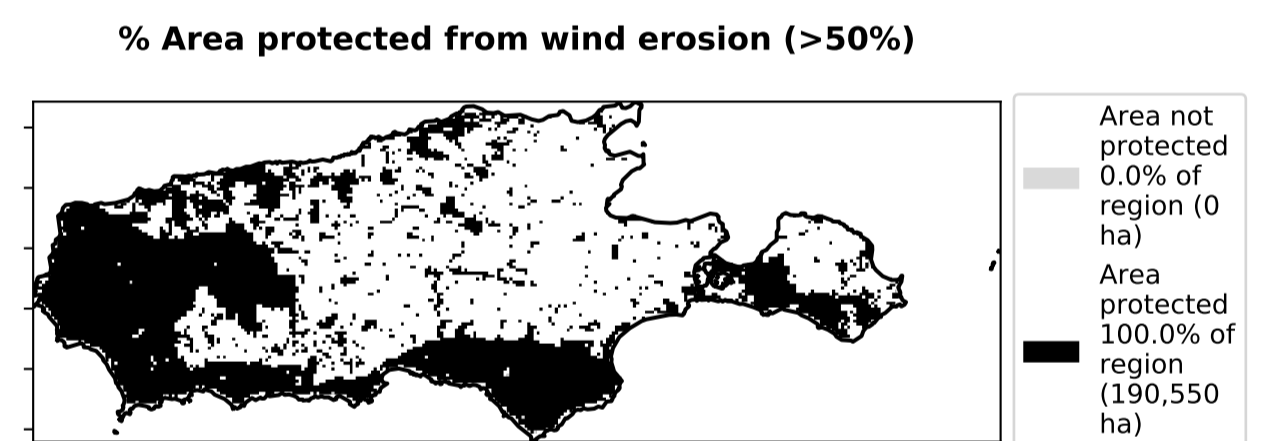 % Area protected from wind erosion (>50%)
Area not
protected
0.0% of
region (0
ha)
Area
protected
100.0% of
region
(190,550
ha)